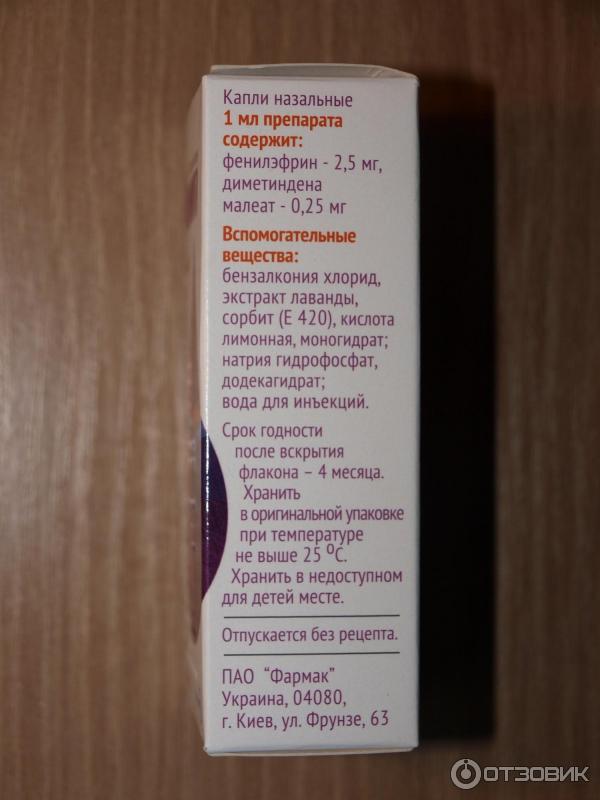 Капли назальные
1 мл препарата
содержит:
фенилэфрин - 2,5 мг,
диметиндена
малеат - 0,25 мг
Вспомогательные
вещества:
бензалкония хлорид,
экстракт лаванды,
сорбит (Е 420), кислота
лимонная, моногидрат;
натрия гидрофосфат,
додекагидрат;
вода для инъекций.
Срок годности
после вскрытия
флакона – 4 месяца.
Хранить
в оригинальной упаковке
при температуре
не выше 25 ºС.
Хранить в недоступном
для детей месте.
Отпускается без рецепта.
ПАО “Фармак”
Украина, 04080,
г. Киев, ул. Фрунзе, 63
ОТЗОВИК